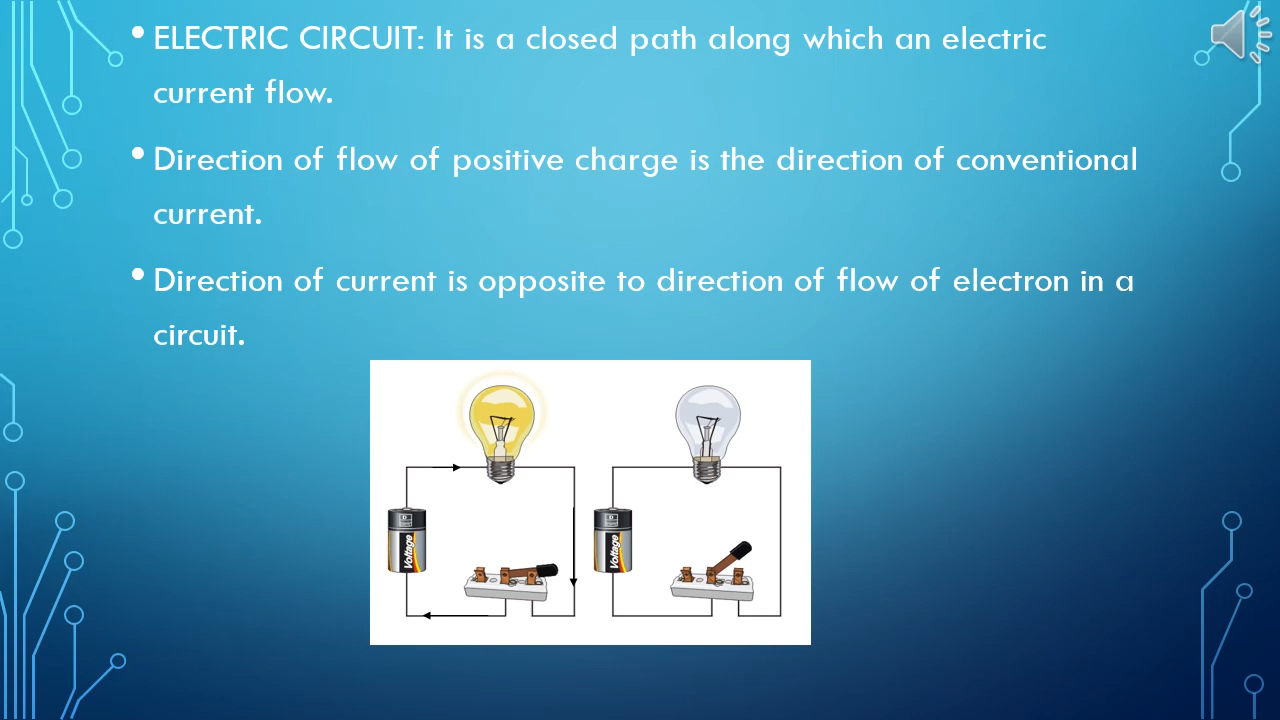 • ELECTRIC CIRCUIT: It is a closed path along which an electric
current flow.
• Direction of flow of positive charge is the direction of conventional
current.
• Direction of current is opposite to direction of flow of electron in a
circuit.
Voltage
Voltage